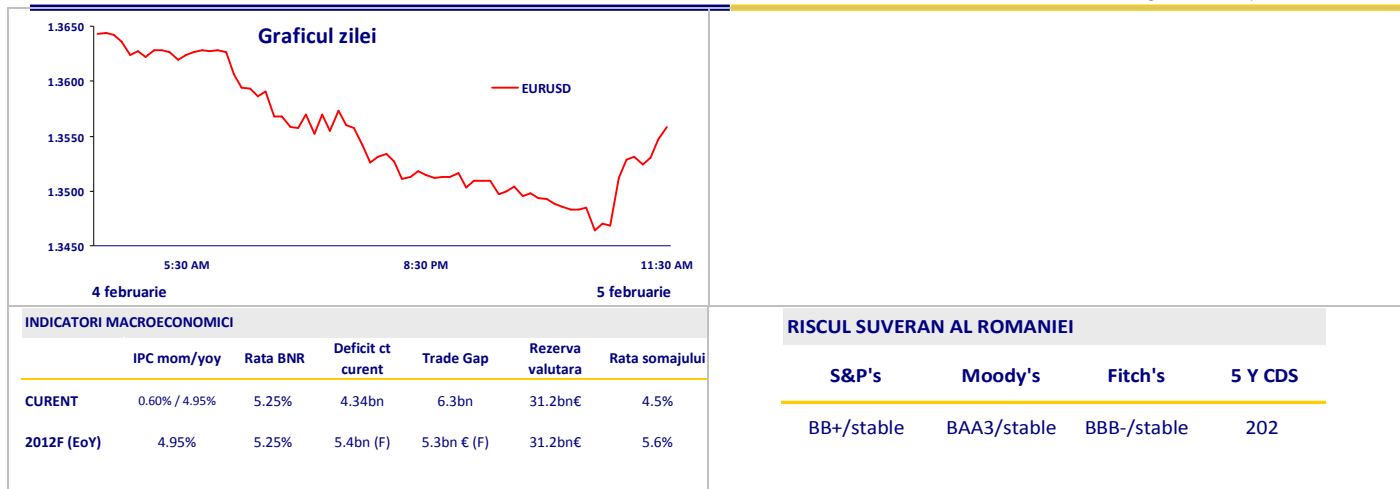 Graficul zilei
1.3650
1.3600
1.3550
1.3500
1.3450
EURUSD
5:30 AM 8:30 PM 11:30 AM
4 februarie 5 februarie
INDICATORI MACROECONOMICI
IPC mom/yoy Rata BNR Deficit ct curent Trade Gap Rezerva valutara Rata somajului
CURENT 0.60% / 4.95% 5.25% 4.34bn 6.3bn 31.2bn€ 4.5%
2012F (EoY) 4.95% 5.25% 5.4bn (F) 5.3bn € (F) 31.2bn€ 5.6%
RISCUL SUVERAN AL ROMANIEI
S&P's Moody's Fitch's 5 Y CDS
BB+/stable BAA3/stable BBB-/stable 202